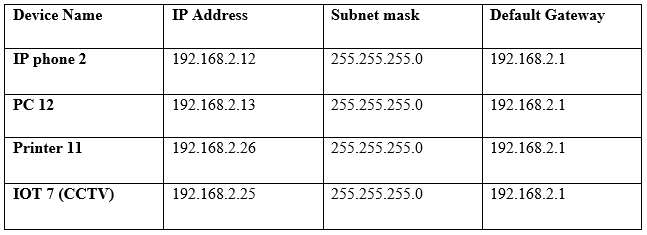 Device Name IP Address Subnet mask Default Gateway
IP phone 2 192.168.2.12 255.255.255.0 192.168.2.1
PC 12 192.168.2.13 255.255.255.0 192.168.2.1
Printer 11 192.168.2.26 255.255.255.0 192.168.2.1
IOT 7 (CCTV) 192.168.2.25 255.255.255.0 192.168.2.1